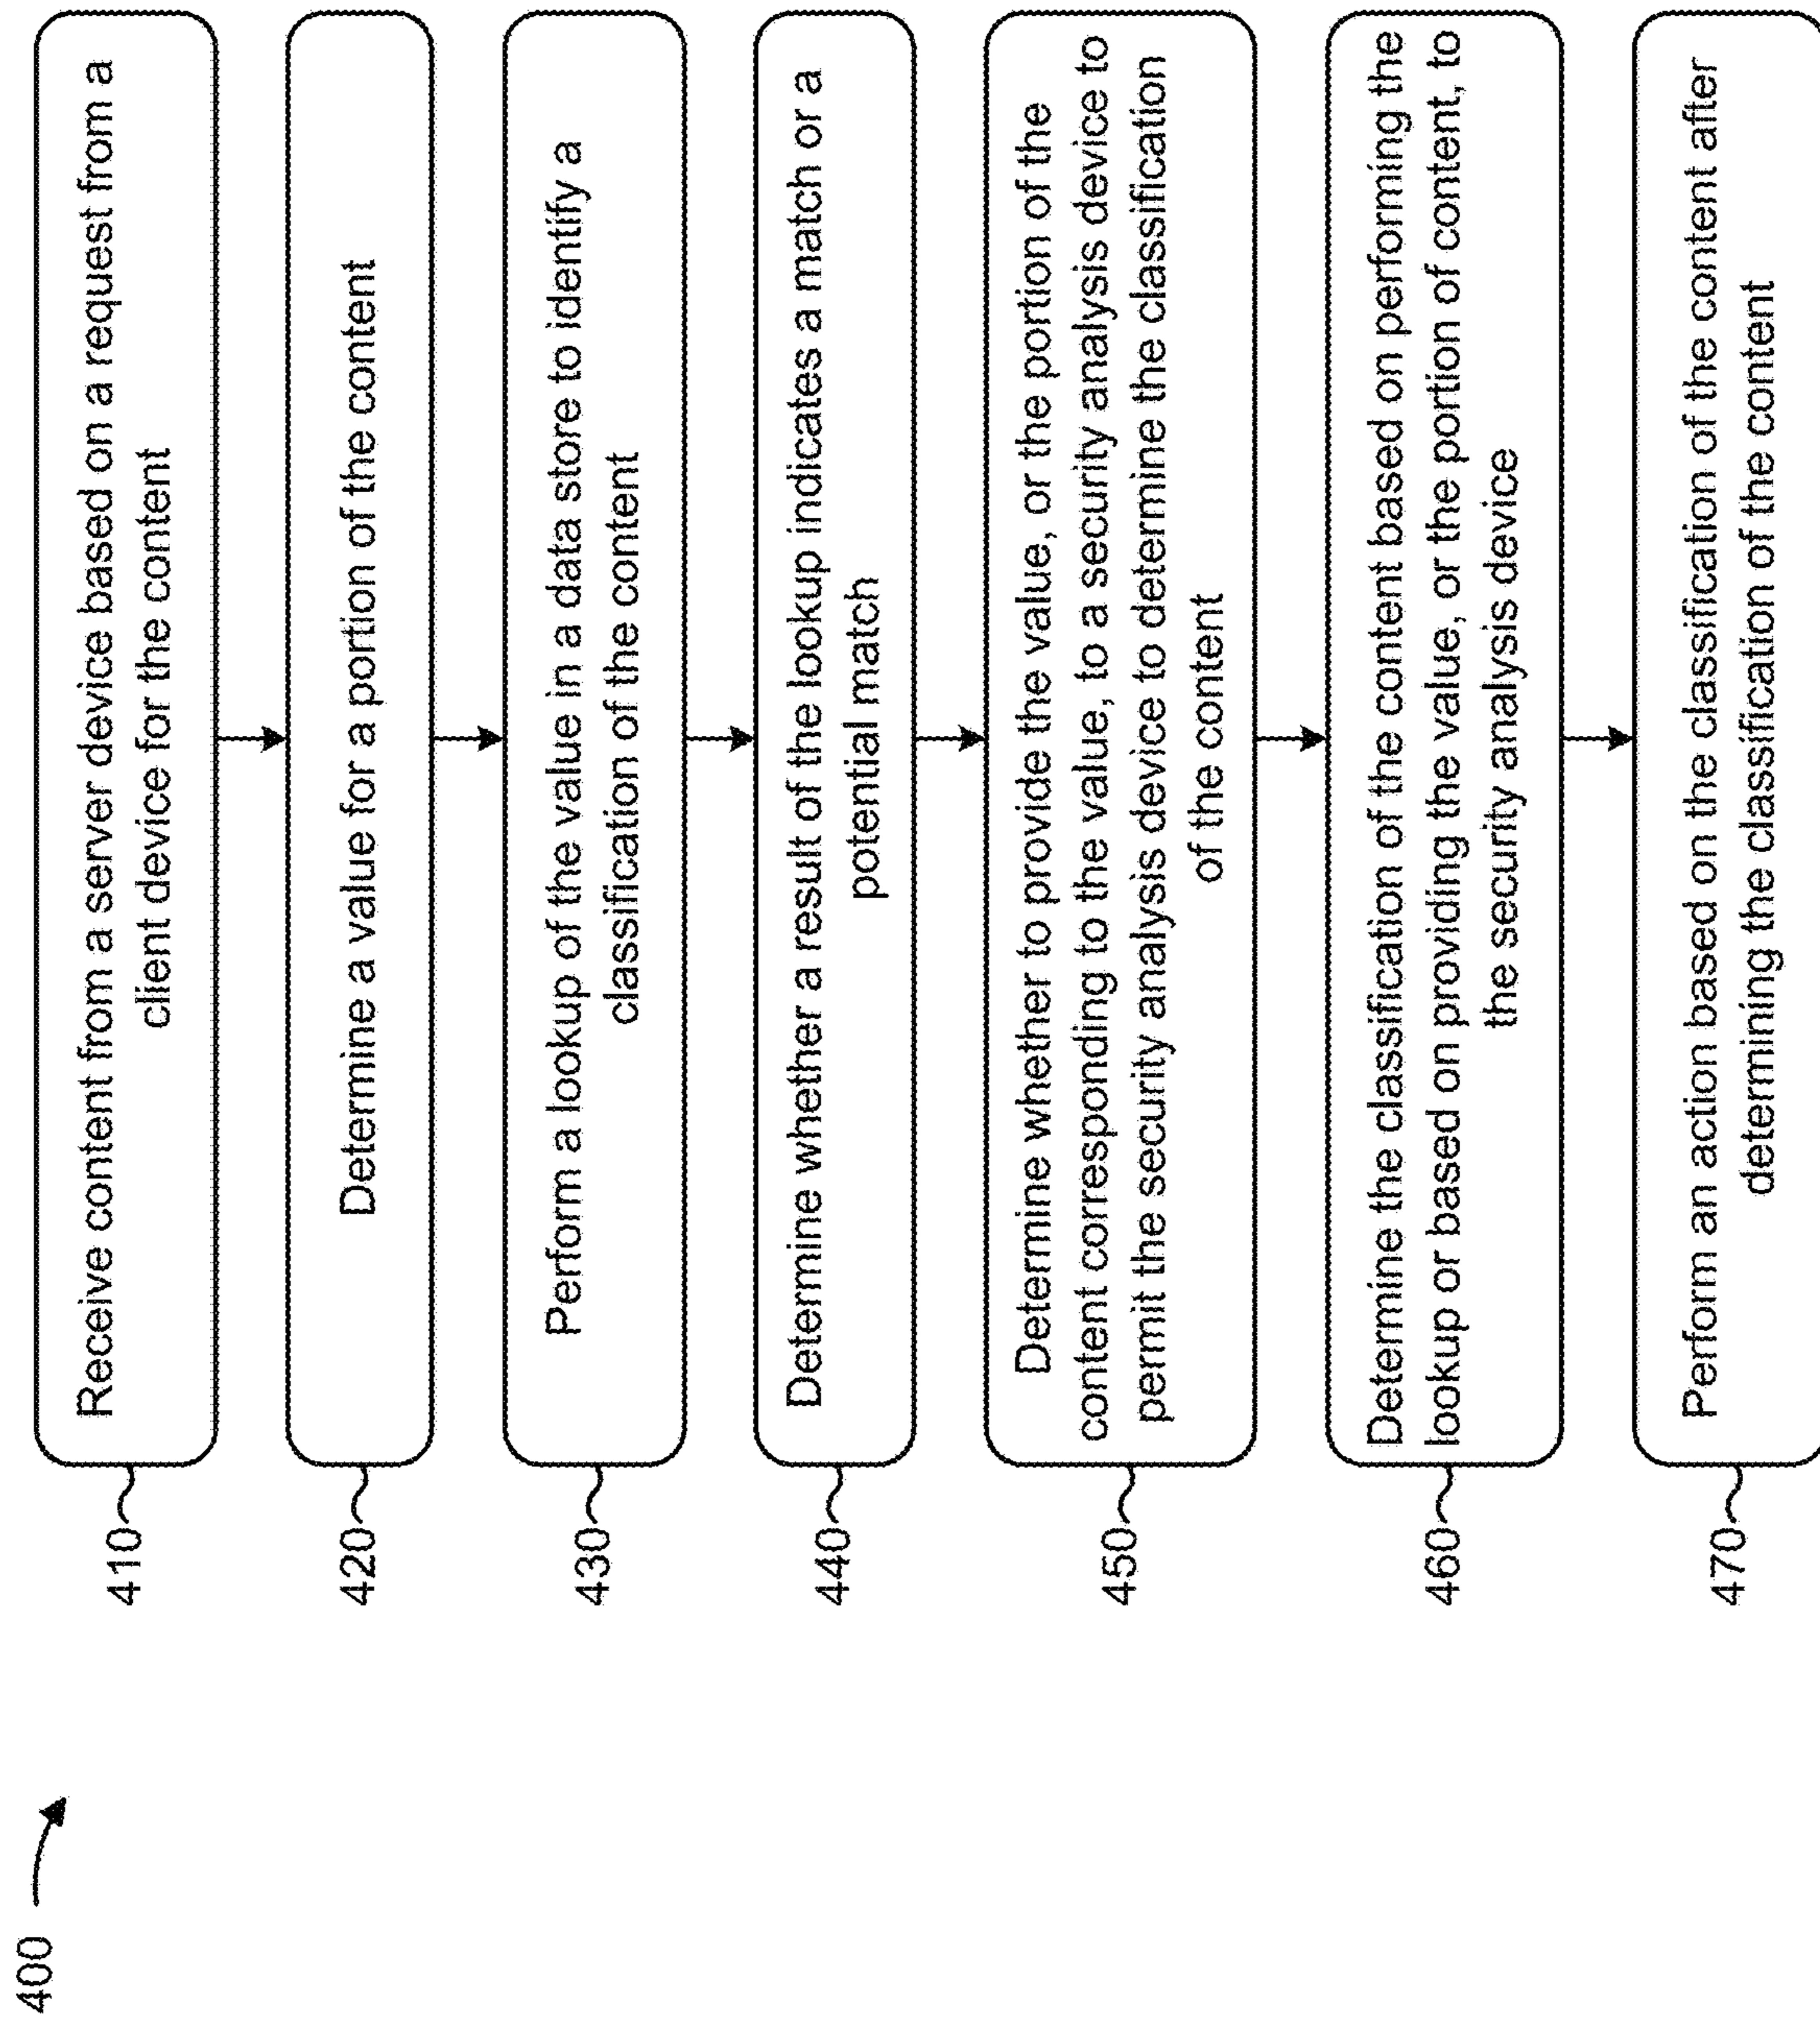 400
410
Receive content from a server device based on a request from a
client device for the content
420
Determine a value for a portion of the content
430
Perform a lookup of the value in a data store to identify a
classification of the content
440
Determine whether a result of the lookup indicates a match or a
potential match
450
Determine whether to provide the value, or the portion of the
content corresponding to the value, to a security analysis device to
permit the security analysis device to determine the classification
of the content
460
Determine the classification of the content based on performing the
lookup or based on providing the value, or the portion of content, to
the security analysis device
470
Perform an action based on the classification of the content after
determining the classification of the content